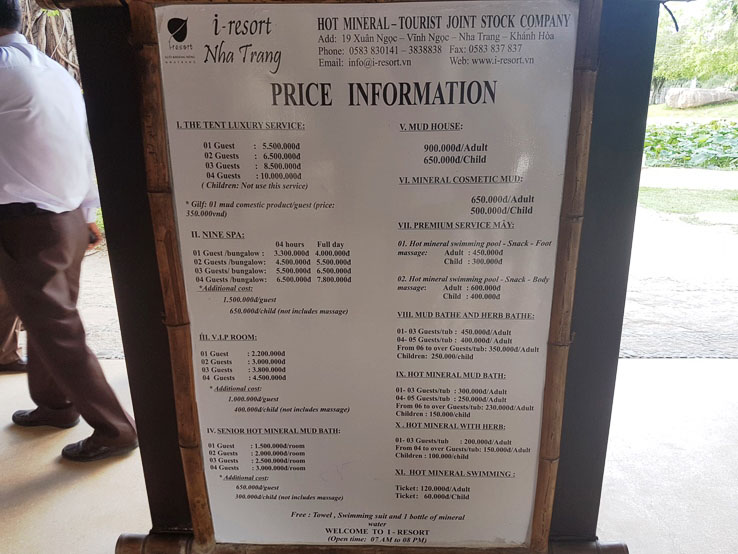 i-resort
i-resort
Nha Trang
HOT MINERAL – TOURIST JOINT STOCK COMPANY
Add: 19 Xuân Ngọc – Vĩnh Ngọc – Nha Trang – Khánh Hòa
Phone: 0583 830141 – 3838838 Fax: 0583 837 837
Email: info@i-resort.vn Web: www.i-resort.vn
PRICE INFORMATION
I. THE TENT LUXURY SERVICE:
01 Guest : 5.500.000đ
02 Guests : 6.500.000đ
03 Guests : 8.500.000đ
04 Guests : 10.000.000đ
( Children: Not use this service)
* Gilf: 01 mud comestic product/guest (price:
350.000vnd)
II. NINE SPA:
04 hours Full day
01 Guest /bungalow : 3.300.000đ 4.000.000đ
02 Guests /bungalow: 4.500.000đ 5.500.000đ
03 Guests/ bungalow: 5.500.000đ 6.500.000đ
04 Guests/ bungalow: 6.500.000đ 7.800.000đ
*Additional cost:
1.500.000đ/guest
650.000đ/child (not includes massage)
III. V.I.P ROOM:
01 Guest : 2.200.000đ
02 Guests : 3.000.000đ
03 Guests : 3.800.000đ
04 Guests : 4.500.000đ
* Additional cost:
1.000.000đ/guest
400.000đ/child (not includes massage)
IV. SENIOR HOT MINERAL MUD BATH:
01 Guest : 1.500.000đ/room
02 Guests : 2.000.000đ/room
03 Guests : 2.500.000đ/room
04 Guests : 3.000.000đ/room
*Additional cost:
650.000đ/guest
300.000đ/child (not includes massage)
V. MUD HOUSE:
900.000đ/Adult
650.000đ/Child
VI. MINERAL COSMETIC MUD:
650.000đ/Adult
500.000đ/Child
VII. PREMIUM SERVICE MÂY:
01. Hot mineral swimming pool - Snack - Foot
massage: Adult : 450.000đ
Child : 300.000đ
02. Hot mineral swimming pool - Snack - Body
massage: Adult : 600.000đ
Child : 400.000đ
VIII. MUD BATHE AND HERB BATHE:
01- 03 Guests/tub : 450.000đ/Adult
04- 05 Guests/tub : 400.000đ/ Adult
From 06 to over Guests/tub: 350.000đ/Adult
Children: 250.000/child
IX. HOT MINERAL MUD BATH:
01- 03 Guests/tub : 300.000đ/Adult
04- 05 Guests/tub : 250.000đ/Adult
From 06 to over Guests/tub: 230.000đ/Adult
Children : 150.000/child
X . HOT MINERAL WITH HERB:
01- 03 Guests/tub : 200.000đ/Adult
From 04 to over Guests/tub: 150.000đ/Adult
Children : 100.000/child
XI. HOT MINERAL SWIMMING :
Ticket: 120.000đ/Adult
Ticket: 60.000đ/Child
Free : Towel , Swimming suit and 1 bottle of mineral
water
WELCOME TO I - RESORT
(Open time: 07 AM to 08 PM)